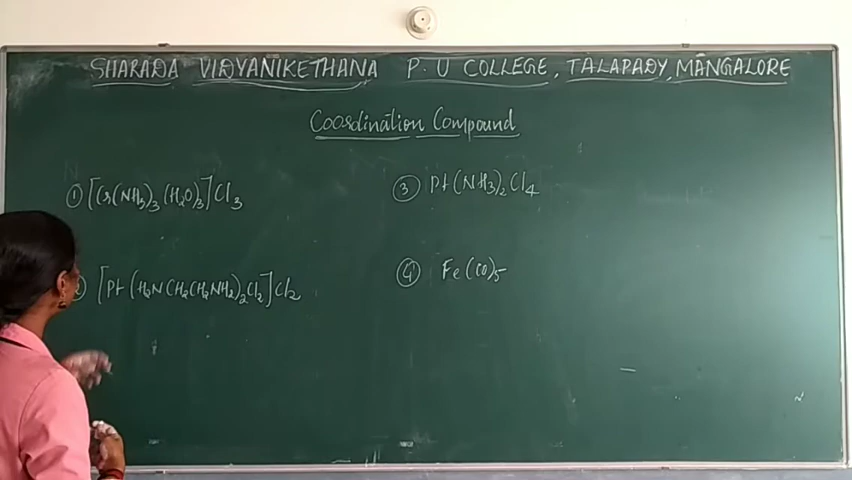 SHARADA VIDYANIKETHANA P.U COLLEGE, TALAPADY, MANGALORE
Coordination Compound
① [Cr(NH₃)₃(H₂O)₃]Cl₃
2) [Pt(H₂NCH₂CH₂NH₂)₂Cl₂]Cl₂
③ Pt(NH₃)₂Cl₄
④ Fe(CO)₅